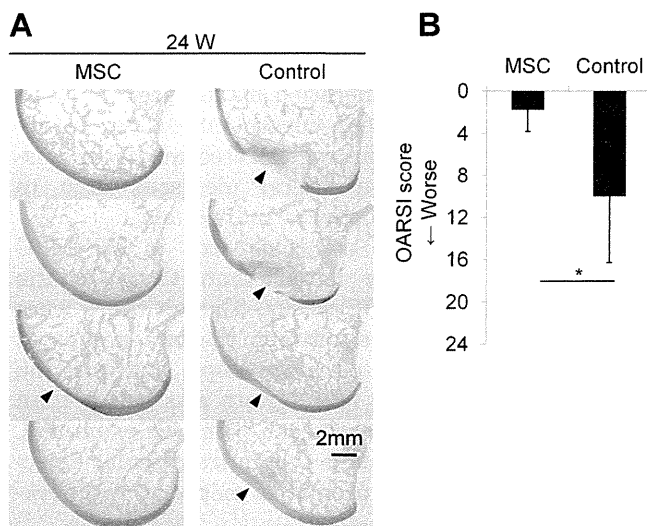 A
24 W
MSC
Control
2mm
B
MSC
Control
0
4
8
12
16
20
24
OARSI score
← Worse
*